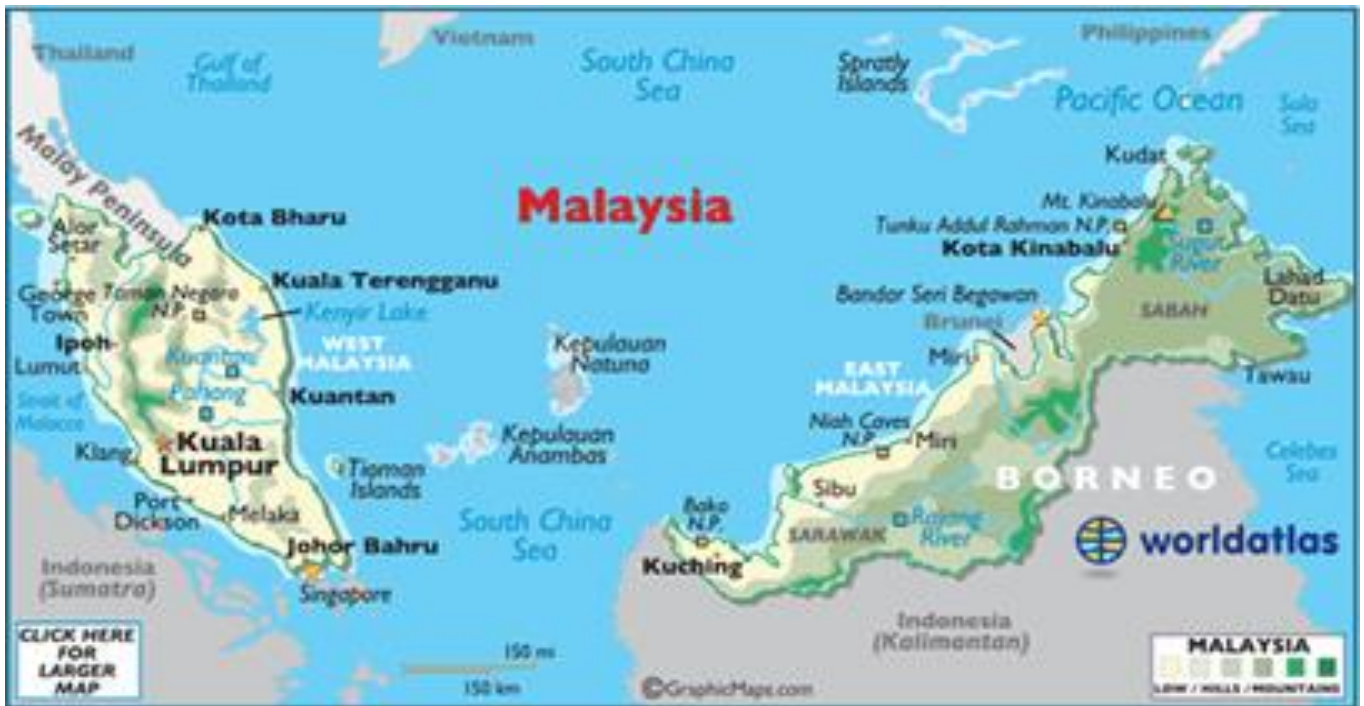 Thailand
Gulf of
Thailand
Vietnam
South China
Sea
Spratly
Islands
Philippines
Pacific Ocean
Sulu
Sea
Malay Peninsula
Malaysia
Kudat
Mt. Kinabalu
Tunku Addul Rahman N.P.
Kota Kinabalu
Sugut
River
Lahad
Datu
SABAH
Alor
Setar
Kota Bharu
Kuala Terengganu
George
Town
Taman Negara
N.P.
Kenyir Lake
Ipoh
Lumut
WEST
MALAYSIA
Kuantan
Pahang
Kuantan
Strait of
Malacca
Klang
Kuala
Lumpur
Port
Dickson
Melaka
Tioman
Islands
Johor Bahru
Singapore
Indonesia
(Sumatra)
Kepulauan
Natuna
Kepulauan
Anambas
South China
Sea
Bandar Seri Begawan
Brunei
Miru
EAST
MALAYSIA
Niah Caves
N.P.
Miri
Tawau
Celebes
Sea
BORNEO
Sibu
Bako
N.P.
SARAWAK
Rajang
River
Kuching
worldatlas
Indonesia
(Kalimantan)
CLICK HERE
FOR
LARGER
MAP
150 mi
150 km
©GraphicMaps.com
MALAYSIA
LOW / HILLS / MOUNTAINS